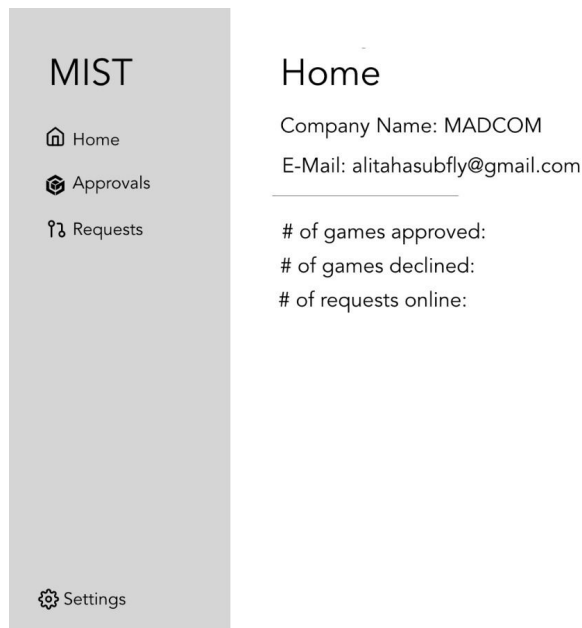 MIST
Home
Approvals
Requests
Settings
Home
Company Name: MADCOM
E-Mail: alitahasubfly@gmail.com
# of games approved:
# of games declined:
# of requests online: